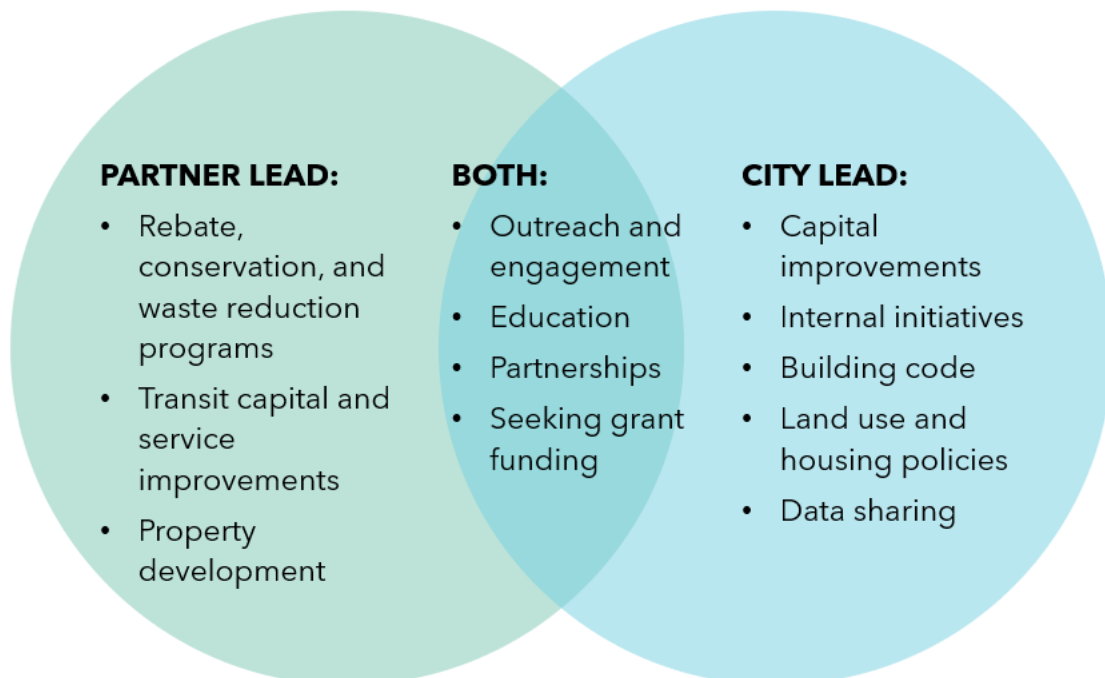 PARTNER LEAD:
• Rebate,
conservation, and
waste reduction
programs
• Transit capital and
service
improvements
• Property
development
BOTH:
• Outreach and
engagement
• Education
• Partnerships
• Seeking grant
funding
CITY LEAD:
• Capital
improvements
• Internal initiatives
• Building code
• Land use and
housing policies
• Data sharing